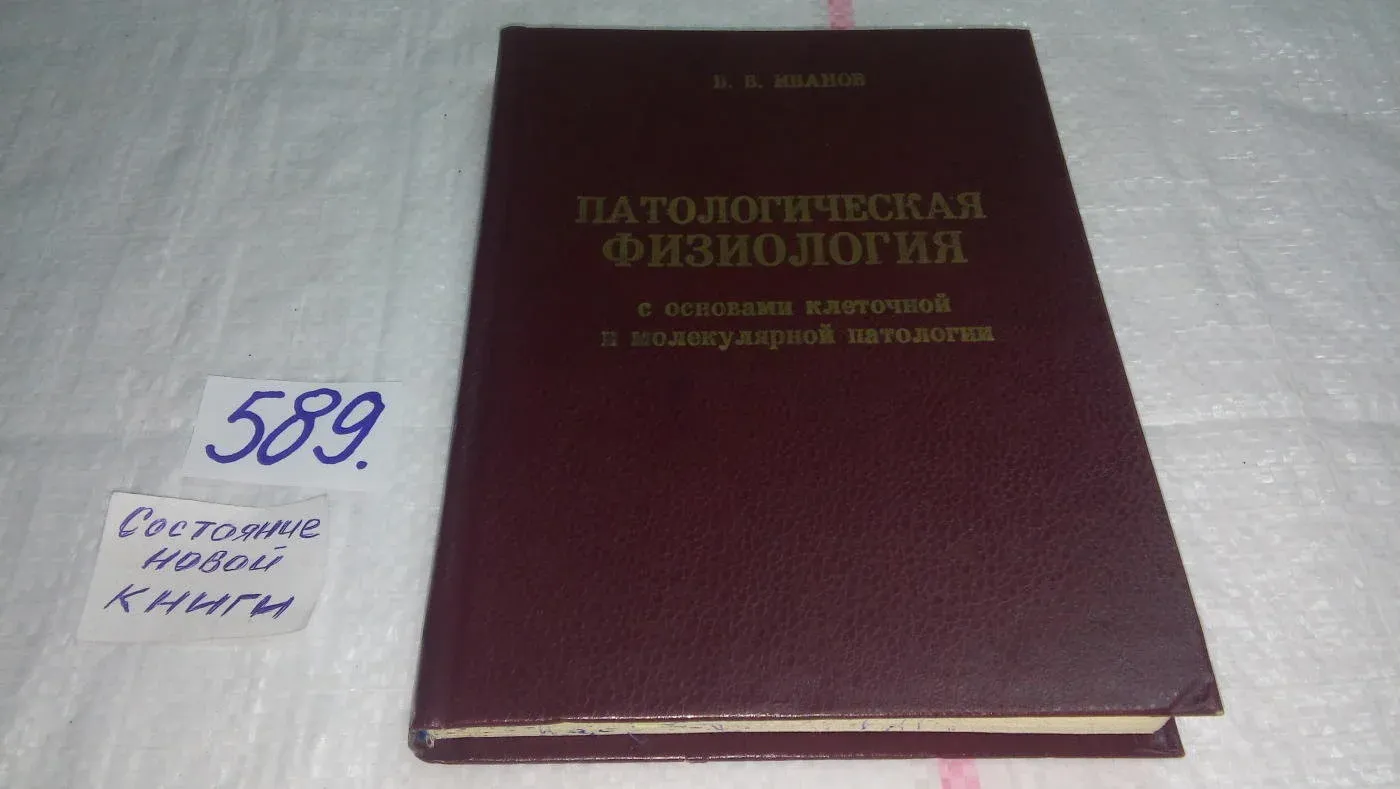 В. В. ИВАНОВ
ПАТОЛОГИЧЕСКАЯ
ФИЗИОЛОГИЯ
с основами клеточной
и молекулярной патологии
589.
Состояние
новой
книги